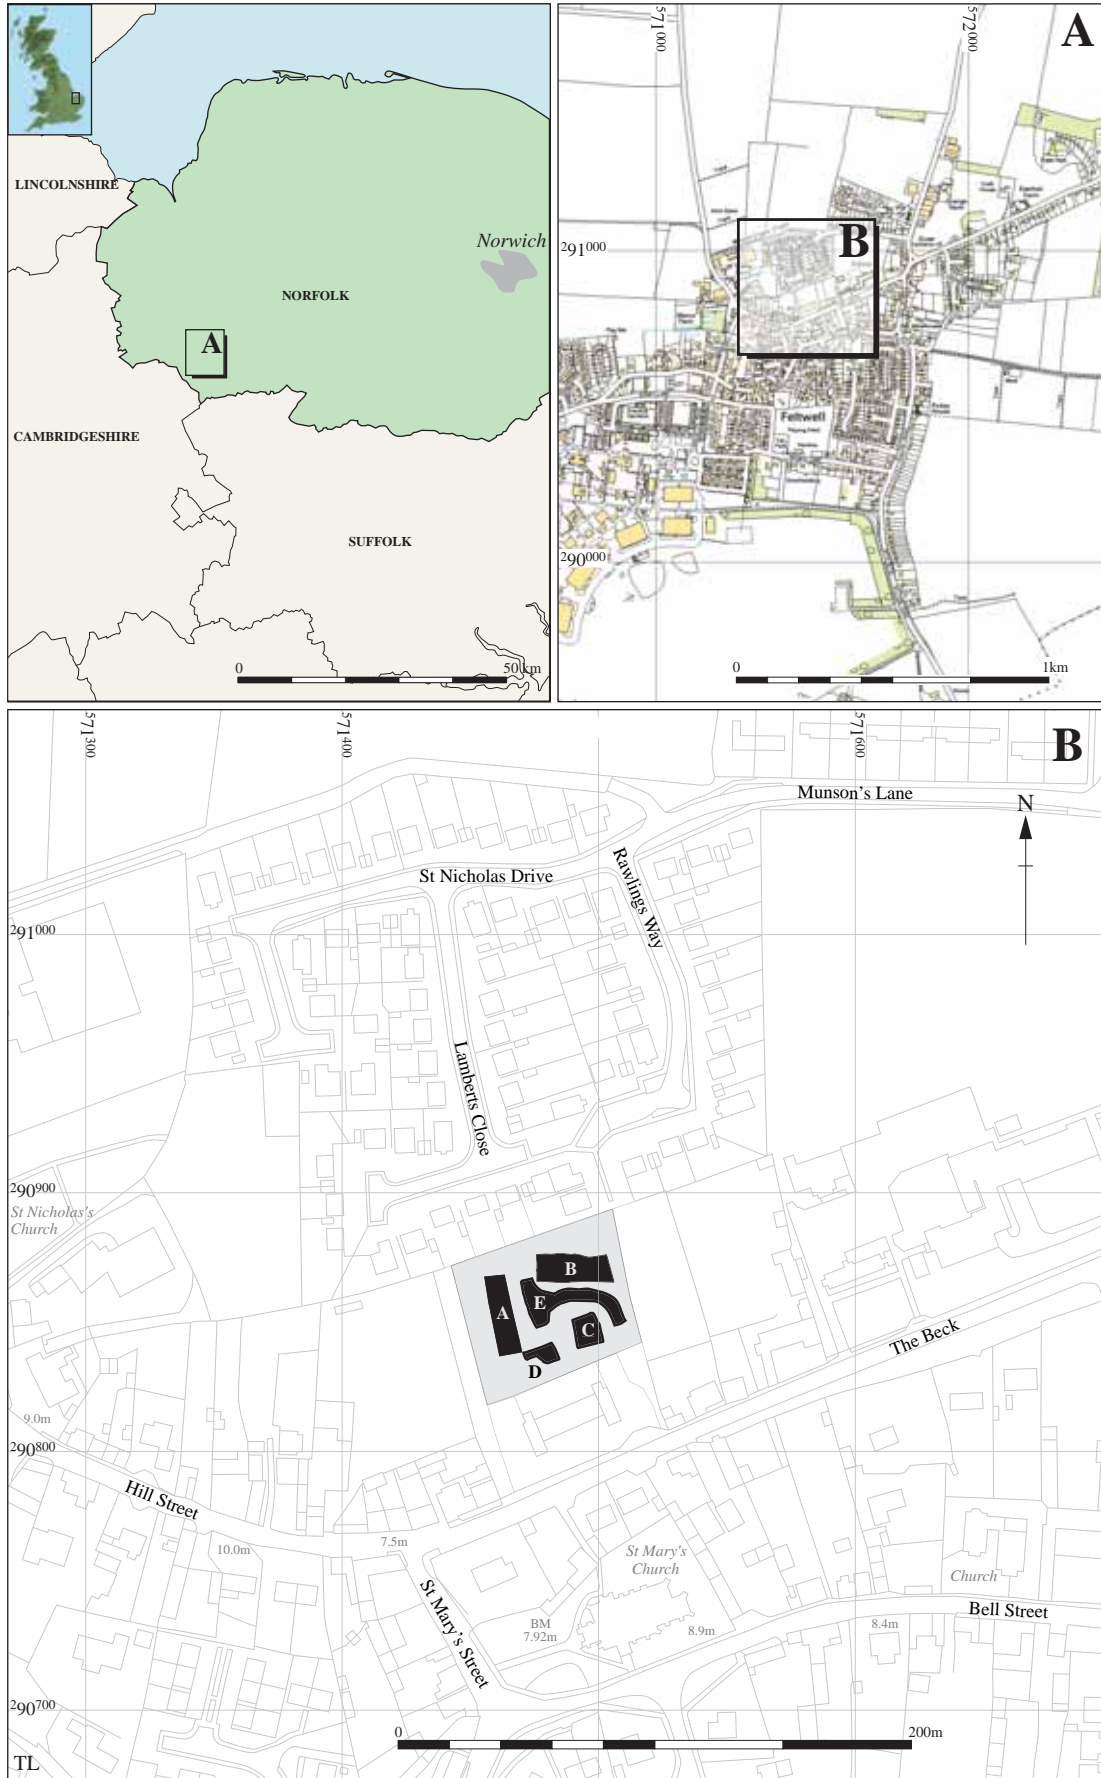 LINCOLNSHIRE
Norwich
NORFOLK
A
CAMBRIDGESHIRE
SUFFOLK
0
50 km
571000
572000
A
291000
B
Feltwell
290000
0
1km
571300
571400
571600
B
Munson's Lane
N
St Nicholas Drive
Rawlings Way
291000
Lamberts Close
290900
St Nicholas's
Church
B
A
E
C
D
The Beck
9.0m
290800
Hill Street
10.0m
7.5m
St Mary's
Church
Church
St Mary's Street
BM
7.92m
8.9m
8.4m
Bell Street
290700
0
200m
TL